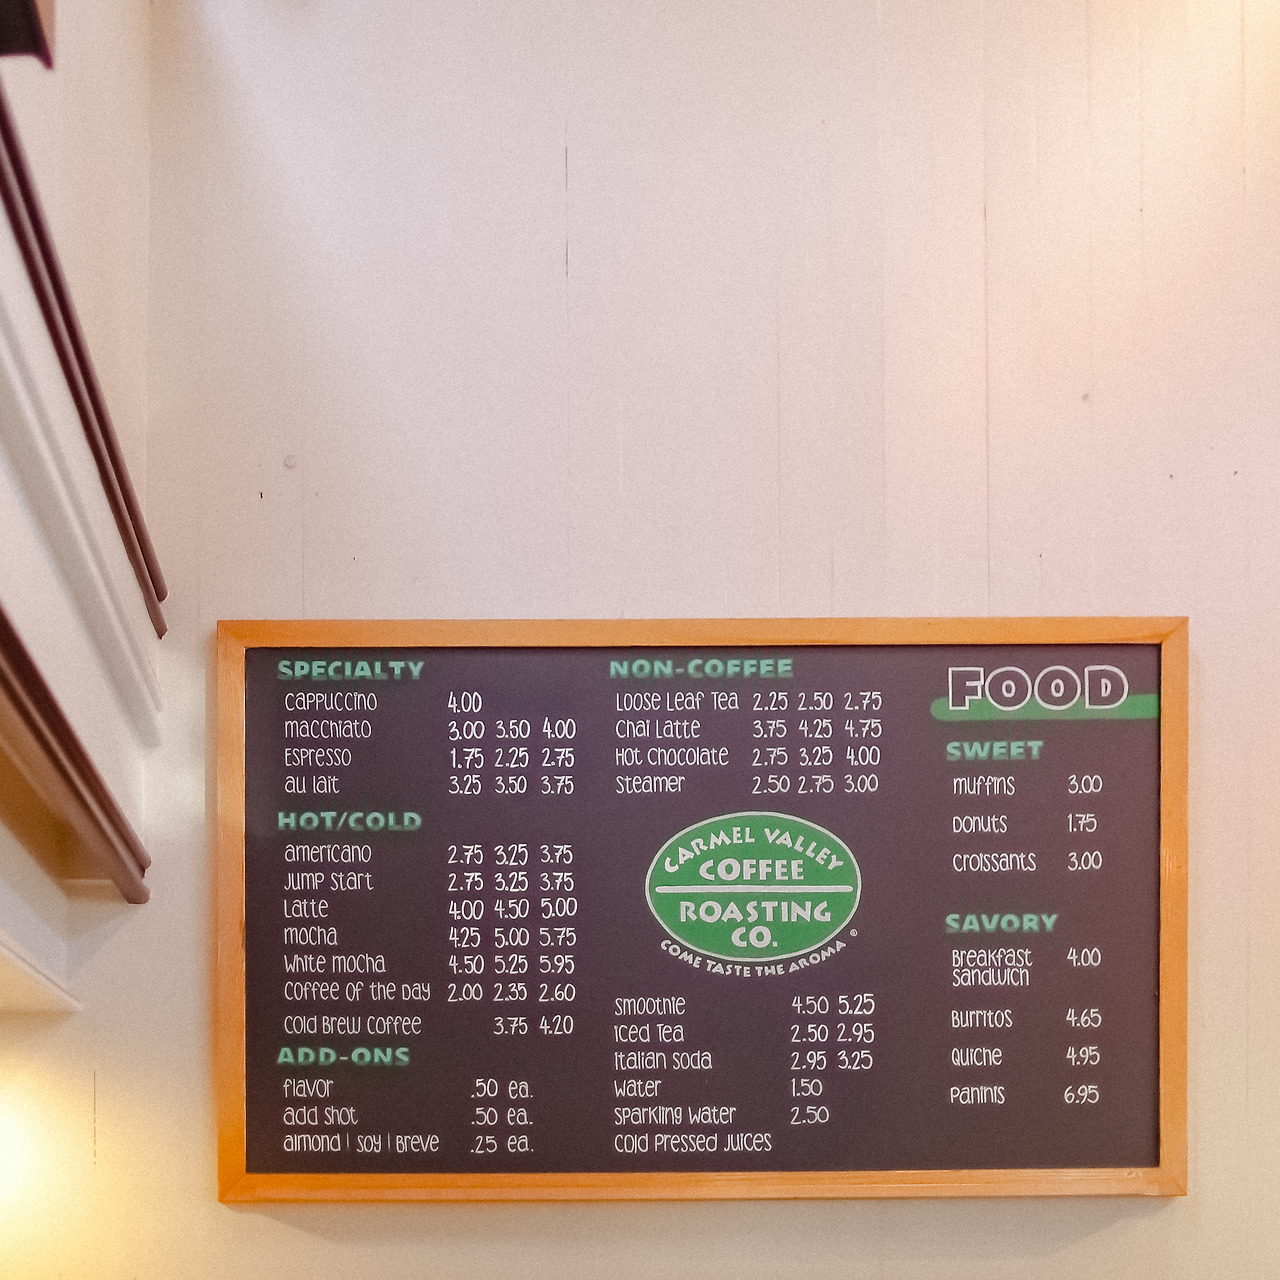 SPECIALTY
cappuccino 4.00
macchiato 3.00 3.50 4.00
Espresso 1.75 2.25 2.75
au lait 3.25 3.50 3.75
HOT/COLD
americano 2.75 3.25 3.75
Jump Start 2.75 3.25 3.75
Latte 4.00 4.50 5.00
mocha 4.25 5.00 5.75
White mocha 4.50 5.25 5.95
Coffee of the Day 2.00 2.35 2.60
Cold Brew Coffee 3.75 4.20
ADD-ONS
flavor .50 ea.
add shot .50 ea.
almond | soy | Breve .25 ea.
NON-COFFEE
Loose Leaf Tea 2.25 2.50 2.75
Chai Latte 3.75 4.25 4.75
Hot Chocolate 2.75 3.25 4.00
Steamer 2.50 2.75 3.00
CARMEL VALLEY
COFFEE
ROASTING
CO.
COME TASTE THE AROMA ®
Smoothie 4.50 5.25
Iced Tea 2.50 2.95
Italian soda 2.95 3.25
Water 1.50
Sparkling Water 2.50
Cold Pressed Juices
FOOD
SWEET
muffins 3.00
Donuts 1.75
Croissants 3.00
SAVORY
Breakfast 4.00
Sandwich
Burritos 4.65
Quiche 4.95
Paninis 6.95